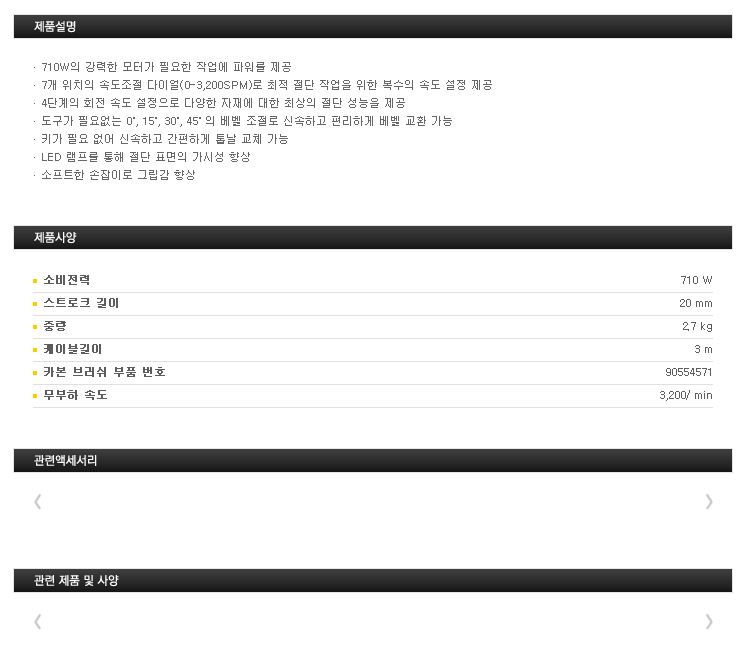 제품설명
· 710W의 강력한 모터가 필요한 작업에 파워를 제공
· 7개 위치의 속도조절 다이얼(0-3,200SPM)로 최적 절단 작업을 위한 복수의 속도 설정 제공
· 4단계의 회전 속도 설정으로 다양한 자재에 대한 최상의 절단 성능을 제공
· 도구가 필요없는 0˚, 15˚, 30˚, 45˚ 의 베벨 조절로 신속하고 편리하게 베벨 교환 가능
· 키가 필요 없어 신속하고 간편하게 톱날 교체 가능
· LED 램프를 통해 절단 표면의 가시성 향상
· 소프트한 손잡이로 그립감 향상
제품사양
소비전력 710 W
스트로크 길이 20 mm
중량 2,7 kg
케이블길이 3 m
카본 브러쉬 부품 번호 90554571
무부하 속도 3,200/ min
관련액세서리
관련 제품 및 사양